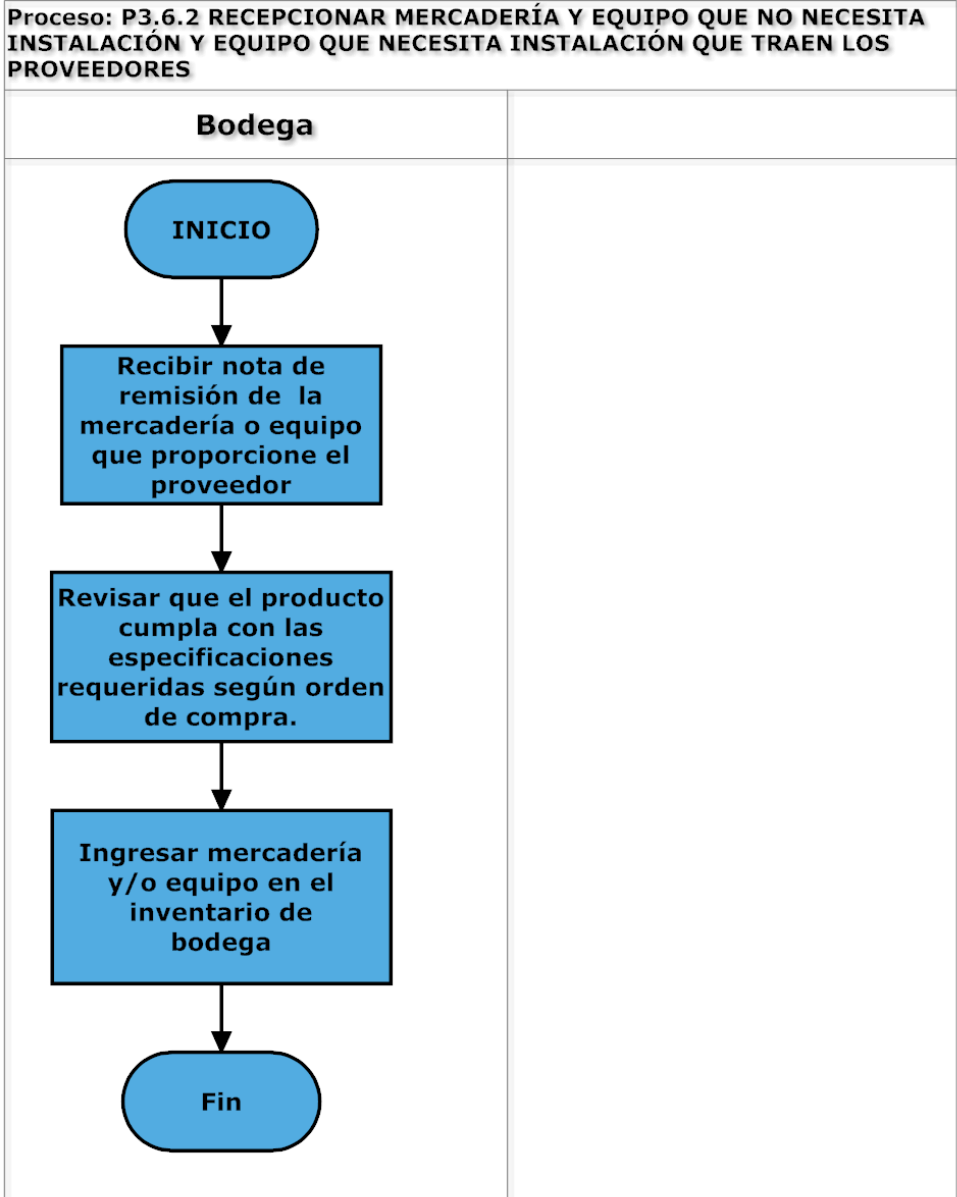 Proceso: P3.6.2 RECEPCIONAR MERCADERÍA Y EQUIPO QUE NO NECESITA
INSTALACIÓN Y EQUIPO QUE NECESITA INSTALACIÓN QUE TRAEN LOS
PROVEEDORES
Bodega
INICIO
Recibir nota de
remisión de la
mercadería o equipo
que proporcione el
proveedor
Revisar que el producto
cumpla con las
especificaciones
requeridas según orden
de compra.
Ingresar mercadería
y/o equipo en el
inventario de
bodega
Fin